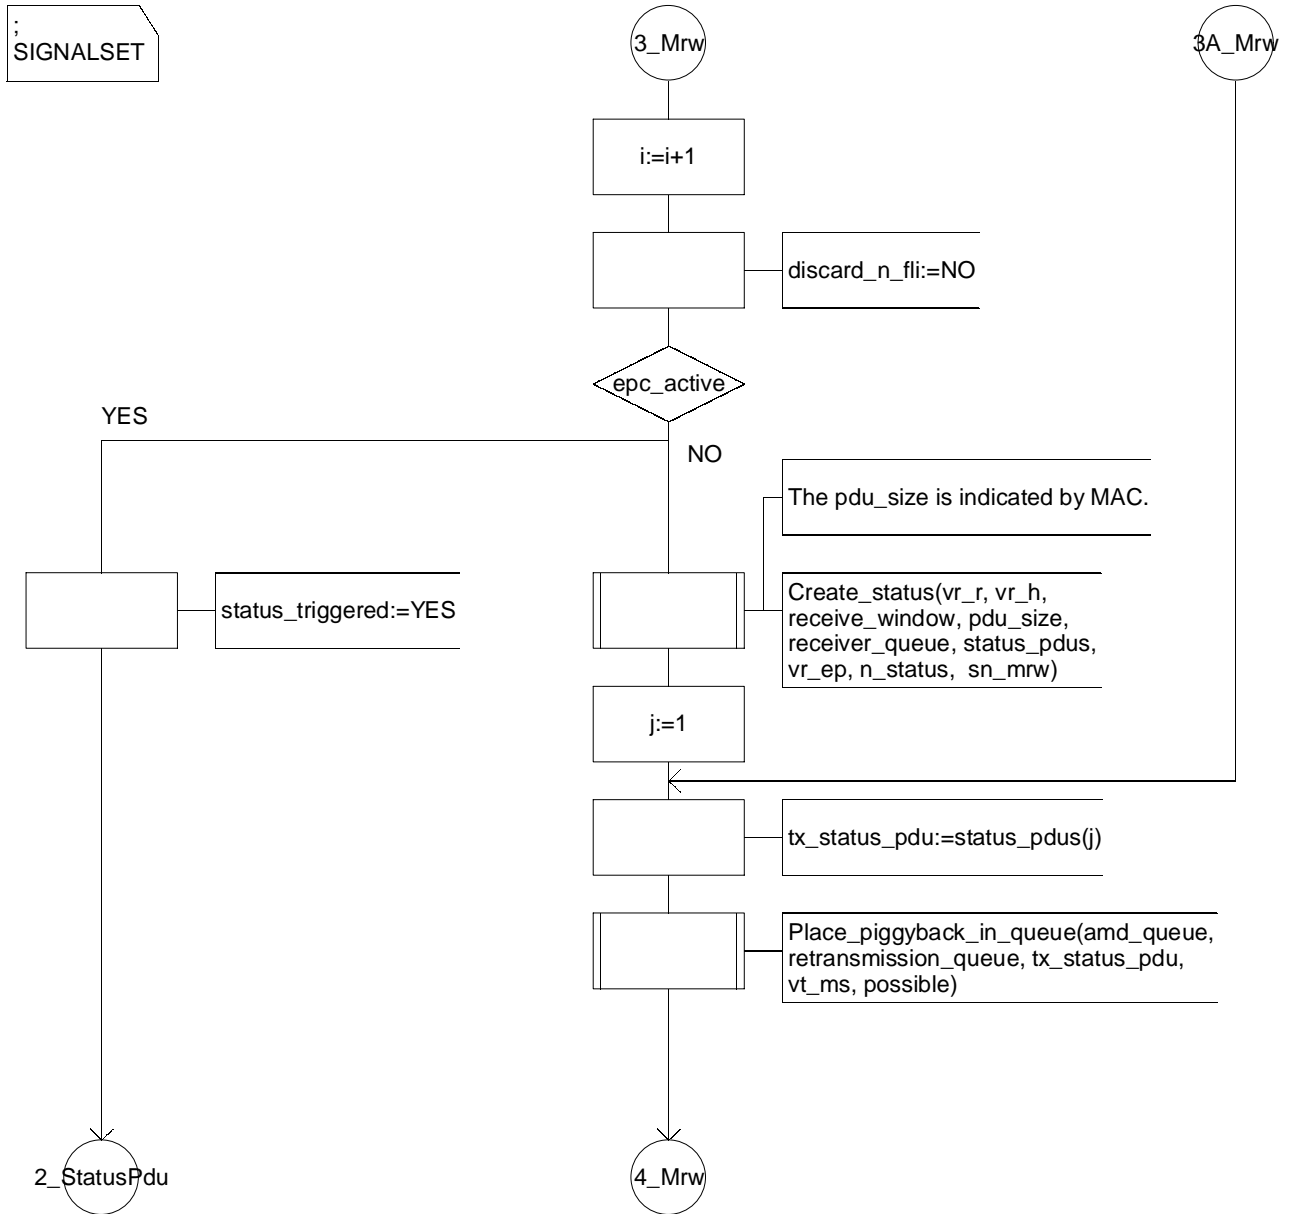 ;
SIGNALSET
3_Mrw
3A_Mrw
i:=i+1
discard_n_fli:=NO
epc_active
YES
NO
The pdu_size is indicated by MAC.
status_triggered:=YES
Create_status(vr_r, vr_h,
receive_window, pdu_size,
receiver_queue, status_pdus,
vr_ep, n_status,  sn_mrw)
j:=1
tx_status_pdu:=status_pdus(j)
Place_piggyback_in_queue(amd_queue,
retransmission_queue, tx_status_pdu,
vt_ms, possible)
2_StatusPdu
4_Mrw